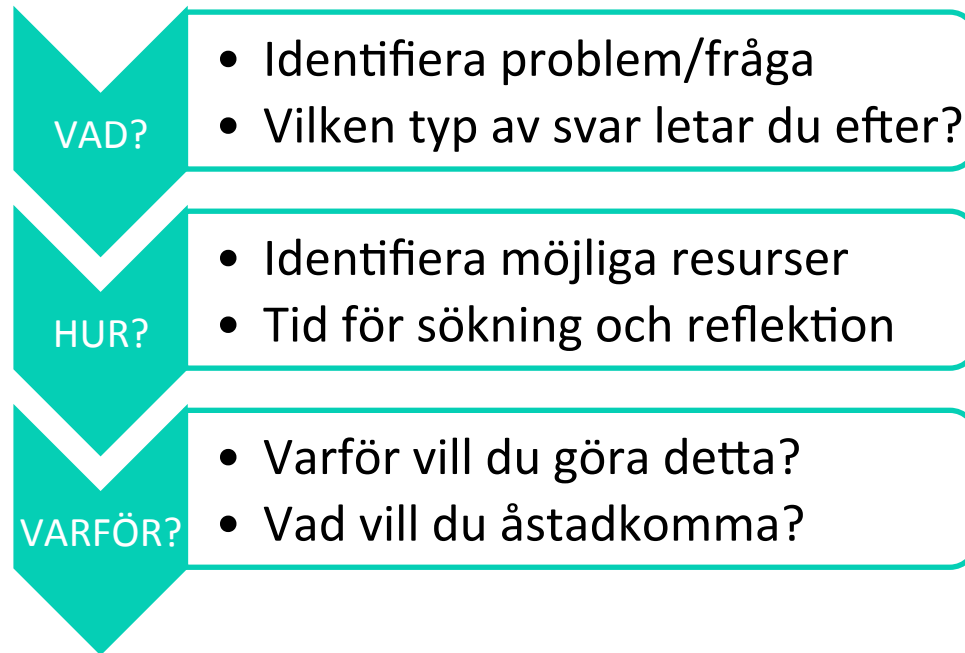 VAD?
• Identifiera problem/fråga
• Vilken typ av svar letar du efter?
HUR?
• Identifiera möjliga resurser
• Tid för sökning och reflektion
VARFÖR?
• Varför vill du göra detta?
• Vad vill du åstadkomma?